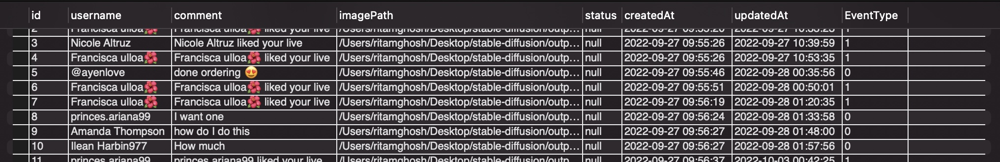 id username comment imagePath status createdAt updatedAt EventType
2 Francisca ulloa🌺 Francisca ulloa🌺 liked your live /Users/ritamghosh/Desktop/stable-diffusion/outp... null 2022-09-27 1
3 Nicole Altruz Nicole Altruz liked your live /Users/ritamghosh/Desktop/stable-diffusion/outp... null 2022-09-27 09:55:26 2022-09-27 10:39:59 1
4 Francisca ulloa🌺 Francisca ulloa🌺 liked your live /Users/ritamghosh/Desktop/stable-diffusion/outp... null 2022-09-27 09:55:26 2022-09-27 10:53:35 1
5 @ayenlove done ordering 😍 /Users/ritamghosh/Desktop/stable-diffusion/outp... null 2022-09-27 09:55:46 2022-09-28 00:35:56 0
6 Francisca ulloa🌺 Francisca ulloa🌺 liked your live /Users/ritamghosh/Desktop/stable-diffusion/outp... null 2022-09-27 09:55:51 2022-09-28 00:50:01 1
7 Francisca ulloa🌺 Francisca ulloa🌺 liked your live /Users/ritamghosh/Desktop/stable-diffusion/outp... null 2022-09-27 09:56:19 2022-09-28 01:20:35 1
8 princes.ariana99 I want one /Users/ritamghosh/Desktop/stable-diffusion/outp... null 2022-09-27 09:56:24 2022-09-28 01:33:58 0
9 Amanda Thompson how do I do this /Users/ritamghosh/Desktop/stable-diffusion/outp... null 2022-09-27 09:56:27 2022-09-28 01:48:00 0
10 Ilean Harbin977 How much /Users/ritamghosh/Desktop/stable-diffusion/outp... null 2022-09-27 09:56:27 2022-09-28 01:57:56 0
11 princes.ariana99 princes.ariana99 liked your live /Users/ritamghosh/Desktop/stable-diffusion/outp... null 2022-09-27 09:56:37 2022-10-03 00:42:25 1